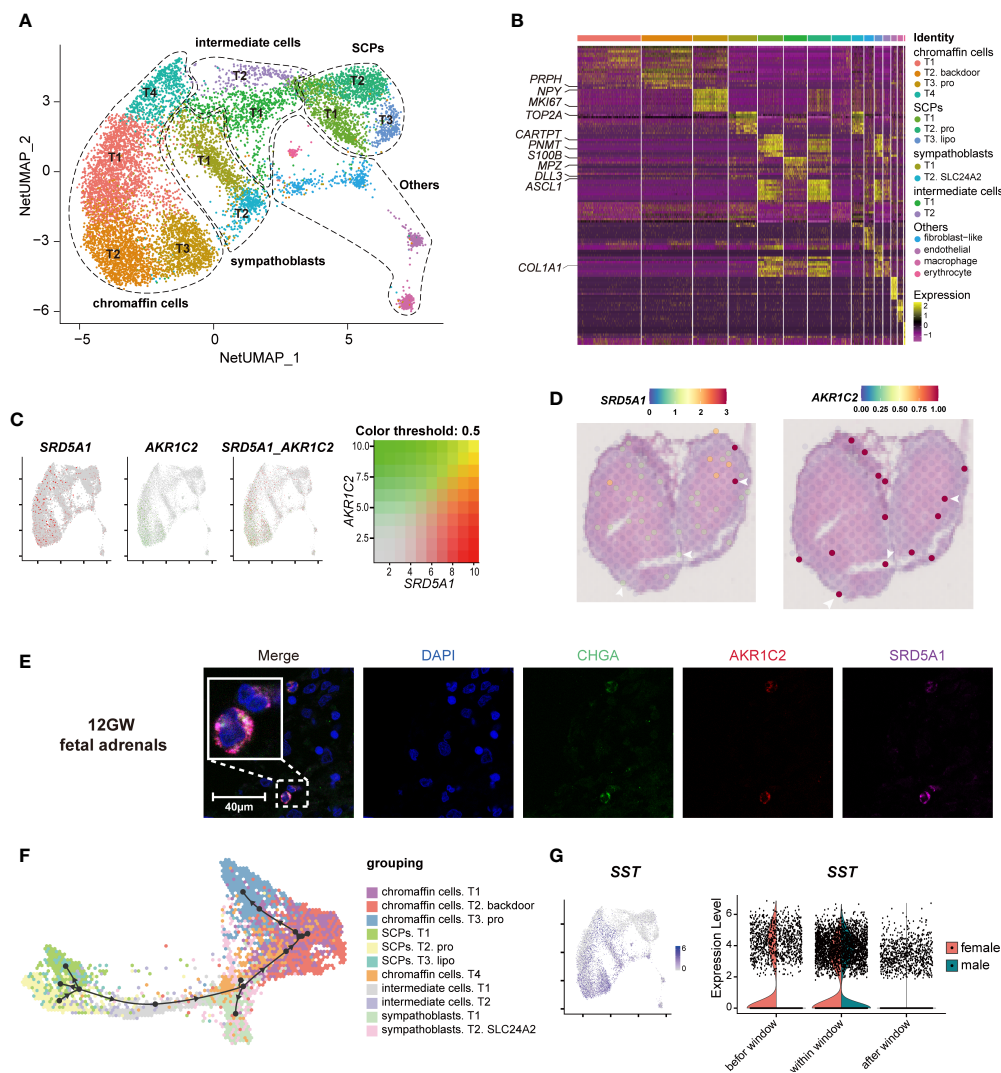 A
intermediate cells
SCPs
T2
T4
T2
T1
T1
T3
T1
T1
Others
T2
T2
T3
sympathoblasts
chromaffin cells
3
0
−3
−6
NetUMAP_2
−5
0
5
NetUMAP_1
B
PRPH
NPY
MKI67
TOP2A
CARTPT
PNMT
S100B
MPZ
DLL3
ASCL1
COL1A1
Identity
chromaffin cells
T1
T2. backdoor
T3. pro
T4
SCPs
T1
T2. pro
T3. lipo
sympathoblasts
T1
T2. SLC24A2
intermediate cells
T1
T2
Others
fibroblast−like
endothelial
macrophage
erythrocyte
Expression
2
1
0
−1
C
SRD5A1
AKR1C2
SRD5A1_AKR1C2
Color threshold: 0.5
10.0
7.5
5.0
2.5
AKR1C2
2 4 6 8 10
SRD5A1
D
SRD5A1
0 1 2 3
AKR1C2
0.00 0.25 0.50 0.75 1.00
E
Merge
DAPI
CHGA
AKR1C2
SRD5A1
12GW
fetal adrenals
40μm
F
grouping
chromaffin cells. T1
chromaffin cells. T2. backdoor
chromaffin cells. T3. pro
SCPs. T1
SCPs. T2. pro
SCPs. T3. lipo
chromaffin cells. T4
intermediate cells. T1
intermediate cells. T2
sympathoblasts. T1
sympathoblasts. T2. SLC24A2
G
SST
6
0
SST
Expression Level
6
4
2
0
befor window
within window
after window
female
male